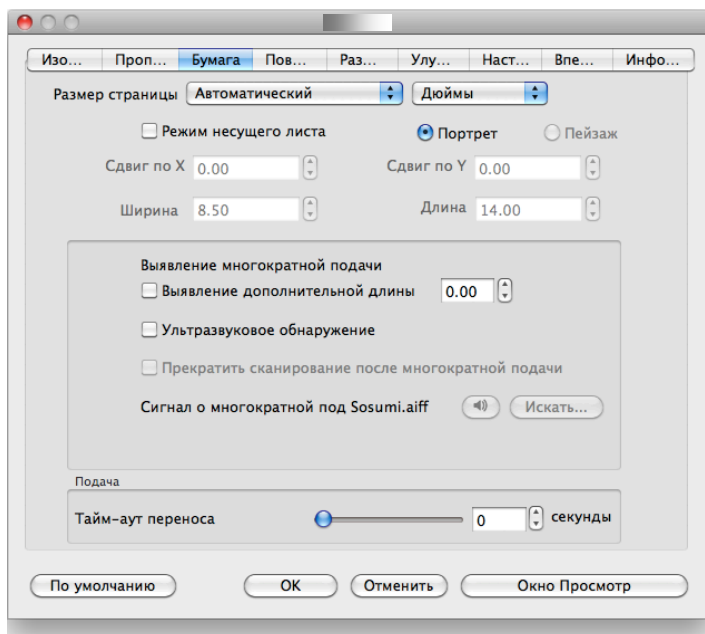 Изо... Проп... Бумага Пов... Раз... Улу... Наст... Впе... Инфо...
Размер страницы Автоматический Дюймы
Режим несущего листа Портрет Пейзаж
Сдвиг по X 0.00 Сдвиг по Y 0.00
Ширина 8.50 Длина 14.00
Выявление многократной подачи
Выявление дополнительной длины 0.00
Ультразвуковое обнаружение
Прекратить сканирование после многократной подачи
Сигнал о многократной под Sosumi.aiff Искать...
Подача
Тайм-аут переноса 0 секунды
По умолчанию OK Отменить Окно Просмотр